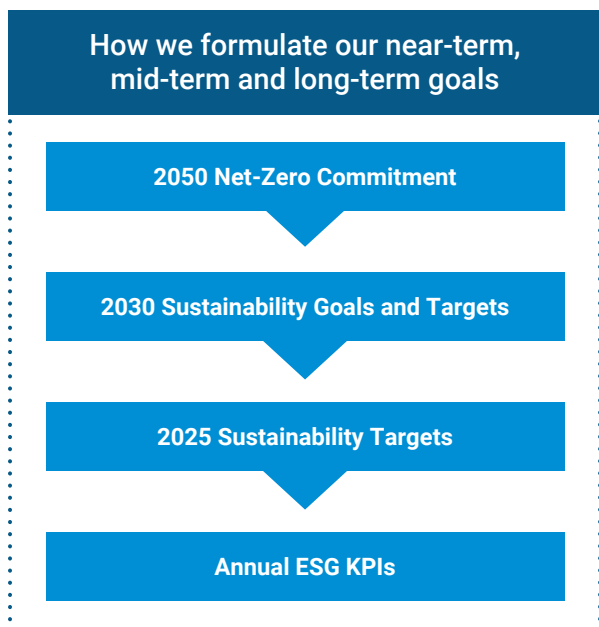 How we formulate our near-term,
mid-term and long-term goals
2050 Net-Zero Commitment
2030 Sustainability Goals and Targets
2025 Sustainability Targets
Annual ESG KPIs